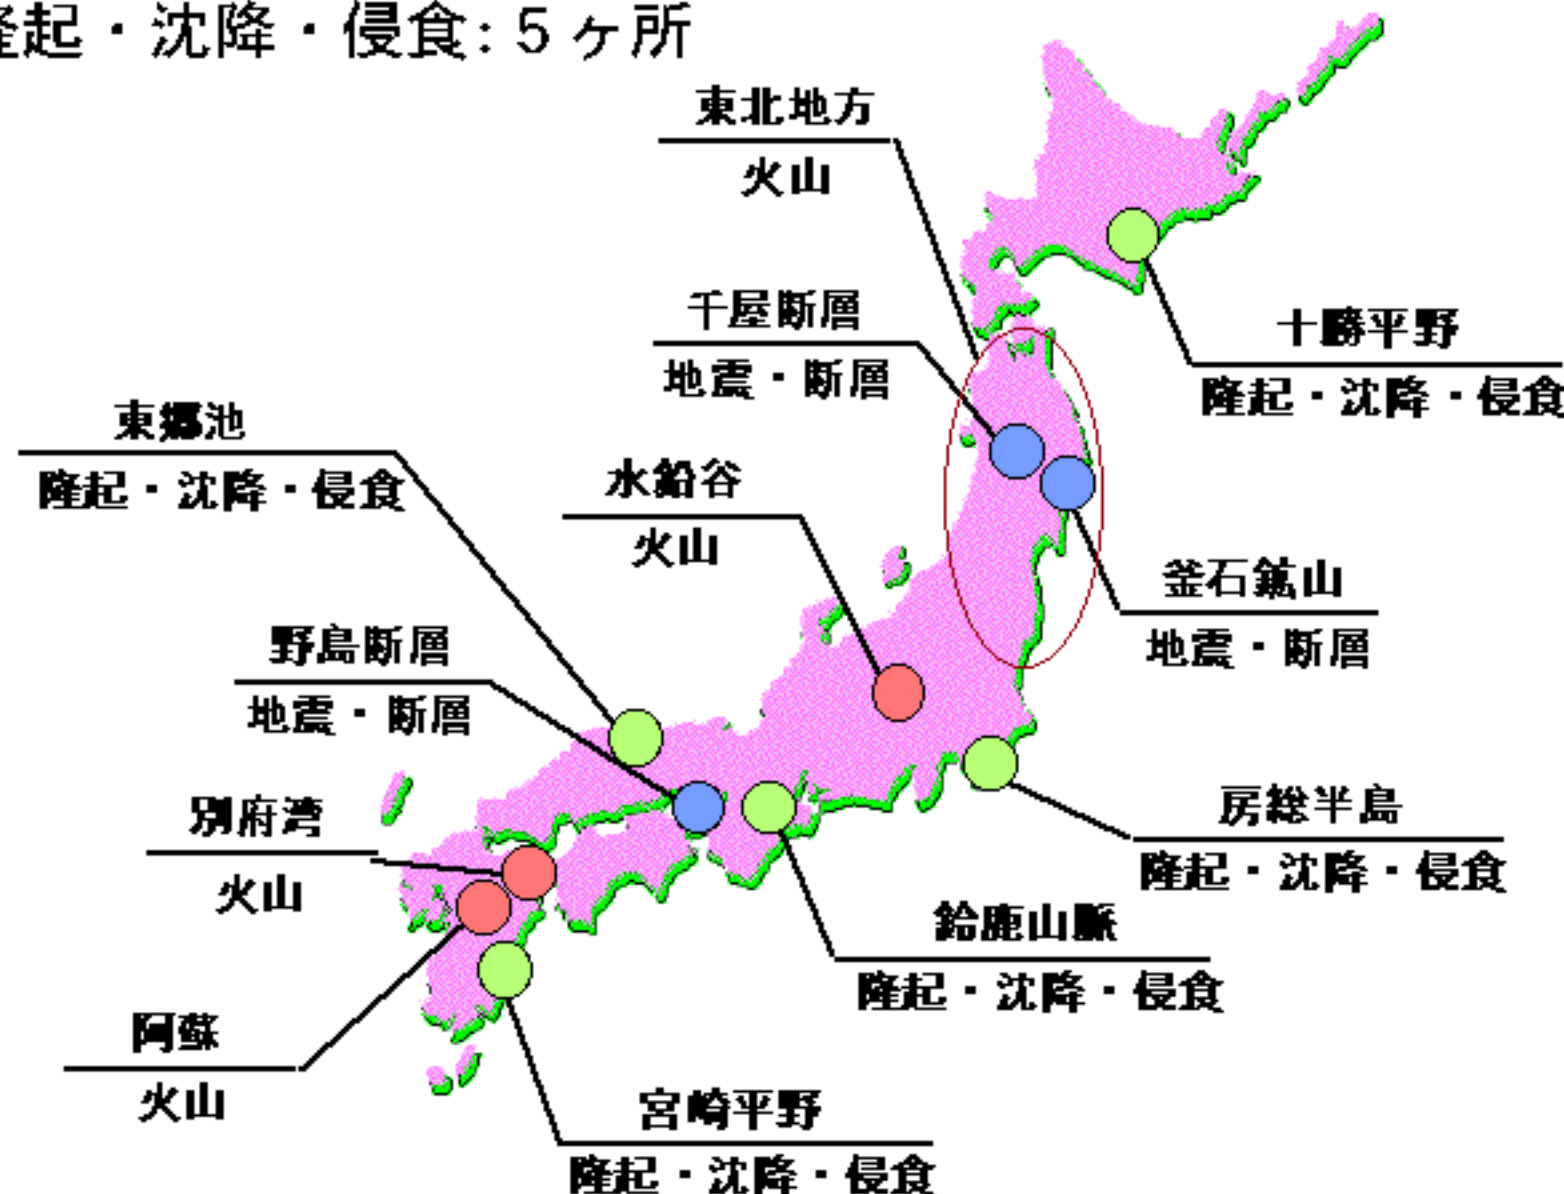 隆起・沈降・侵食: 5 ヶ所
東北地方
火山
千屋断層
地震・断層
十勝平野
隆起・沈降・侵食
東郷池
隆起・沈降・侵食
水鉛谷
火山
釜石鉱山
地震・断層
野島断層
地震・断層
別府湾
火山
房総半島
隆起・沈降・侵食
鈴鹿山脈
隆起・沈降・侵食
阿蘇
火山
宮崎平野
隆起・沈降・侵食